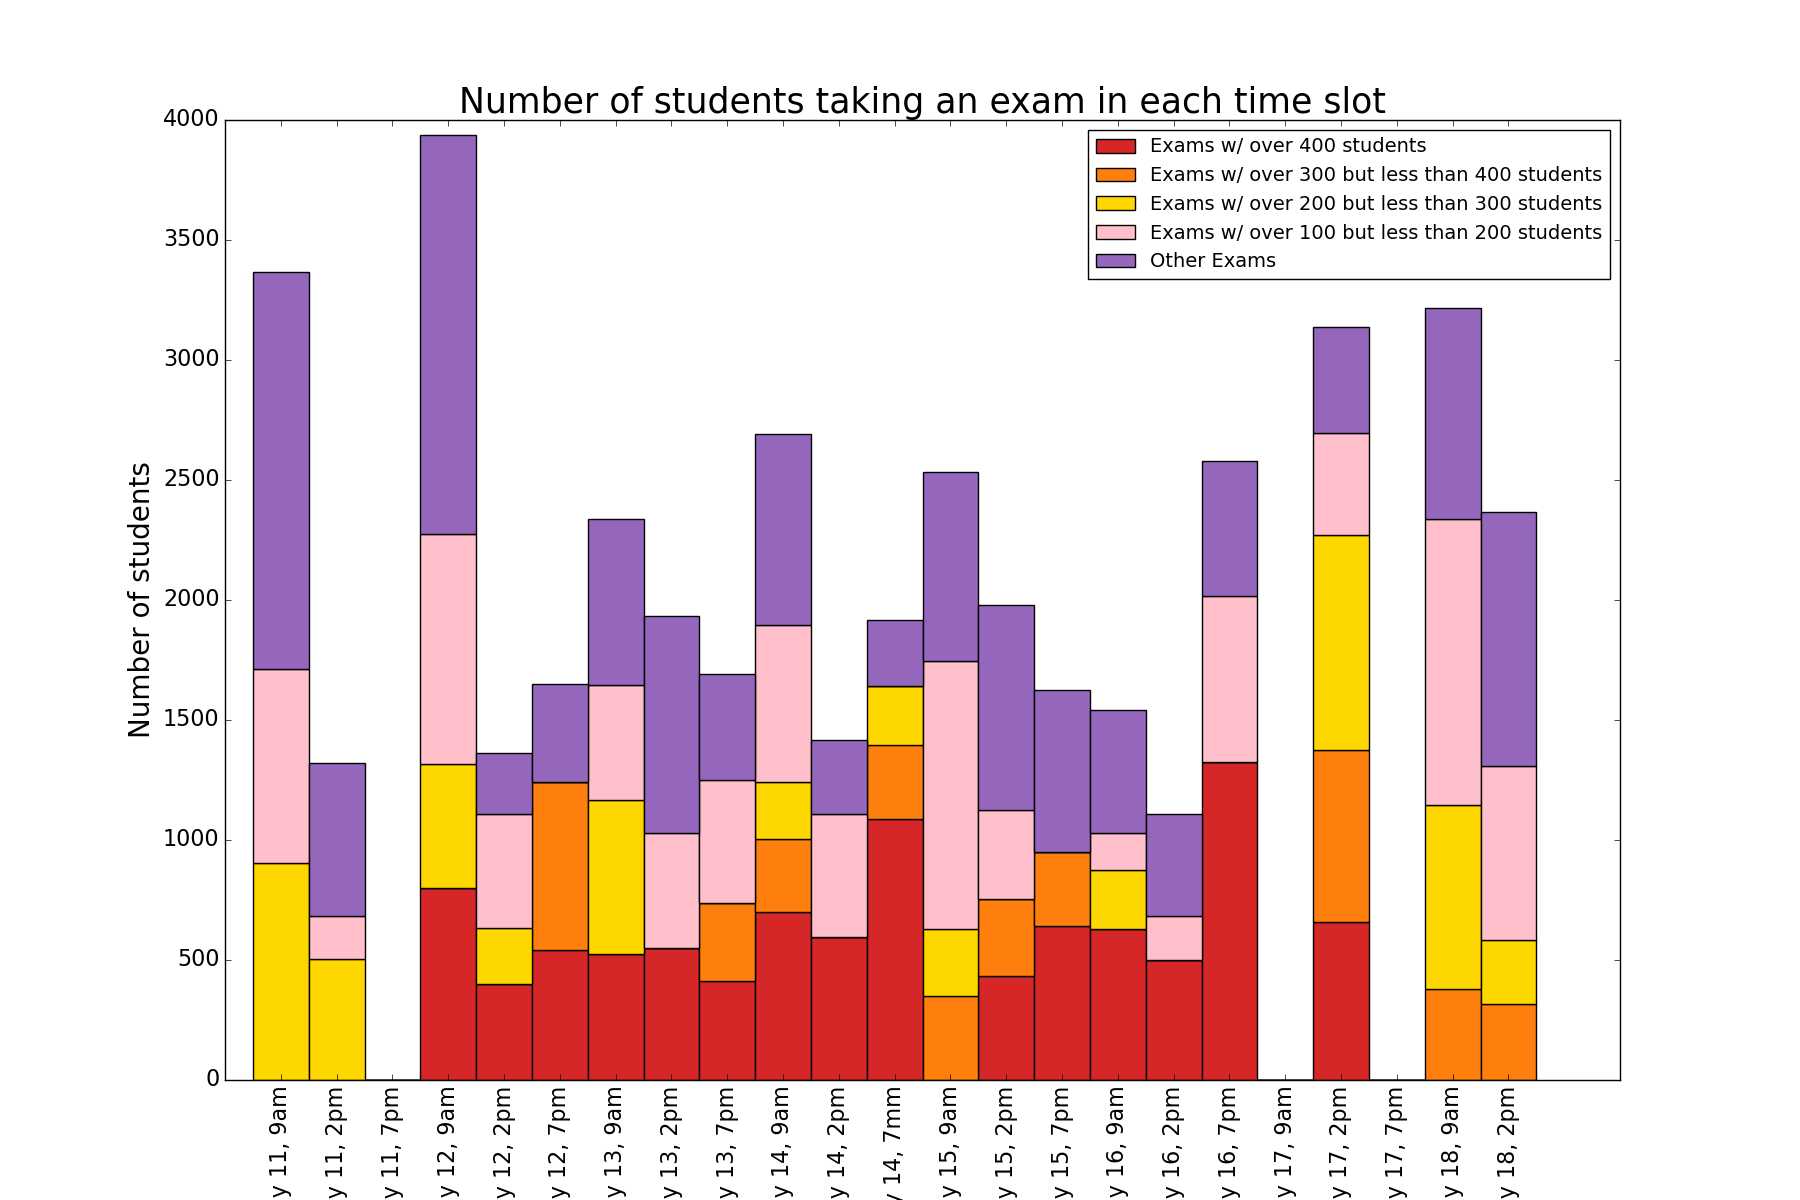 Number of students taking an exam in each time slot
Exams w/ over 400 students
Exams w/ over 300 but less than 400 students
Exams w/ over 200 but less than 300 students
Exams w/ over 100 but less than 200 students
Other Exams
Number of students
4000
3500
3000
2500
2000
1500
1000
500
0
y 11, 9am
y 11, 2pm
y 11, 7pm
y 12, 9am
y 12, 2pm
y 12, 7pm
y 13, 9am
y 13, 2pm
y 13, 7pm
y 14, 9am
y 14, 2pm
y 14, 7mm
y 15, 9am
y 15, 2pm
y 15, 7pm
y 16, 9am
y 16, 2pm
y 16, 7pm
y 17, 9am
y 17, 2pm
y 17, 7pm
y 18, 9am
y 18, 2pm